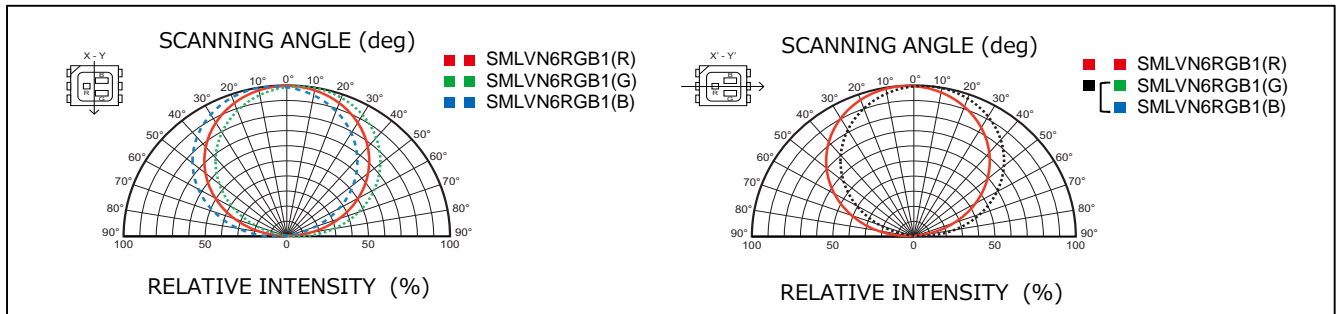 SCANNING ANGLE (deg)
X - Y
B
R
G
SMLVN6RGB1(R)
SMLVN6RGB1(G)
SMLVN6RGB1(B)
0°
10° 10°
20° 20°
30° 30°
40° 40°
50° 50°
60° 60°
70° 70°
80° 80°
90° 90°
100 50 0 50 100
RELATIVE INTENSITY (%)
SCANNING ANGLE (deg)
X' - Y'
B
R
G
SMLVN6RGB1(R)
SMLVN6RGB1(G)
SMLVN6RGB1(B)
0°
10° 10°
20° 20°
30° 30°
40° 40°
50° 50°
60° 60°
70° 70°
80° 80°
90° 90°
100 50 0 50 100
RELATIVE INTENSITY (%)